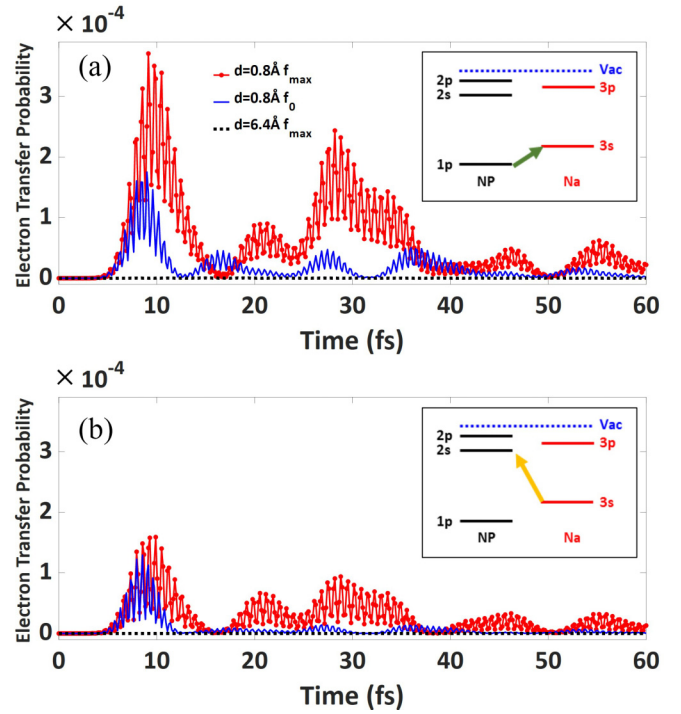 × 10⁻⁴
(a)
Electron Transfer Probability
3
2
1
0
d=0.8Å fmax
d=0.8Å f0
d=6.4Å fmax
Vac
2p
3p
2s
3s
1p
NP
Na
0 10 20 30 40 50 60
Time (fs)
× 10⁻⁴
(b)
Electron Transfer Probability
3
2
1
0
Vac
2p
3p
2s
3s
1p
NP
Na
0 10 20 30 40 50 60
Time (fs)